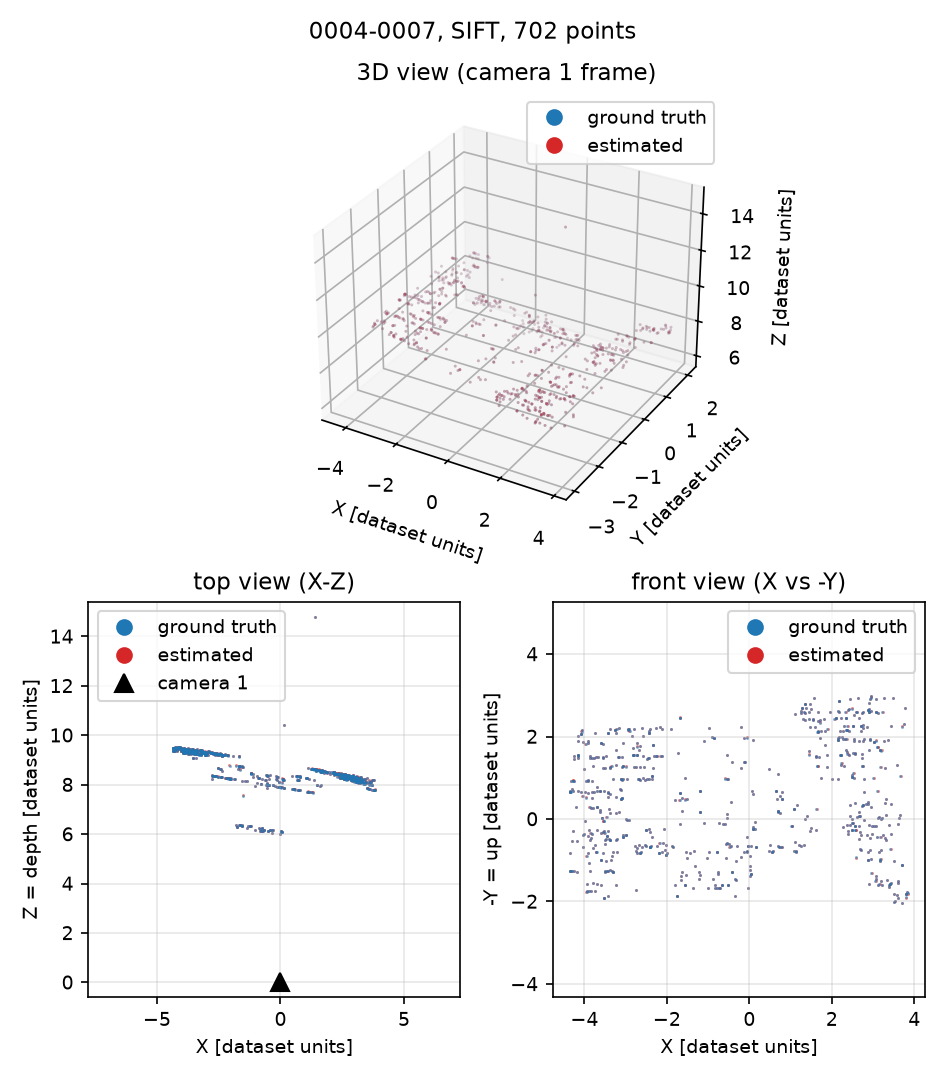 0004-0007, SIFT, 702 points
3D view (camera 1 frame)
ground truth
estimated
14
12
10
8
6
Z [dataset units]
2
1
0
−1
−2
−3
Y [dataset units]
−4
−2
0
2
4
X [dataset units]
top view (X-Z)
ground truth
estimated
camera 1
14
12
10
8
6
4
2
0
Z = depth [dataset units]
−5
0
5
X [dataset units]
front view (X vs -Y)
ground truth
estimated
4
2
0
−2
−4
-Y = up [dataset units]
−4
−2
0
2
4
X [dataset units]